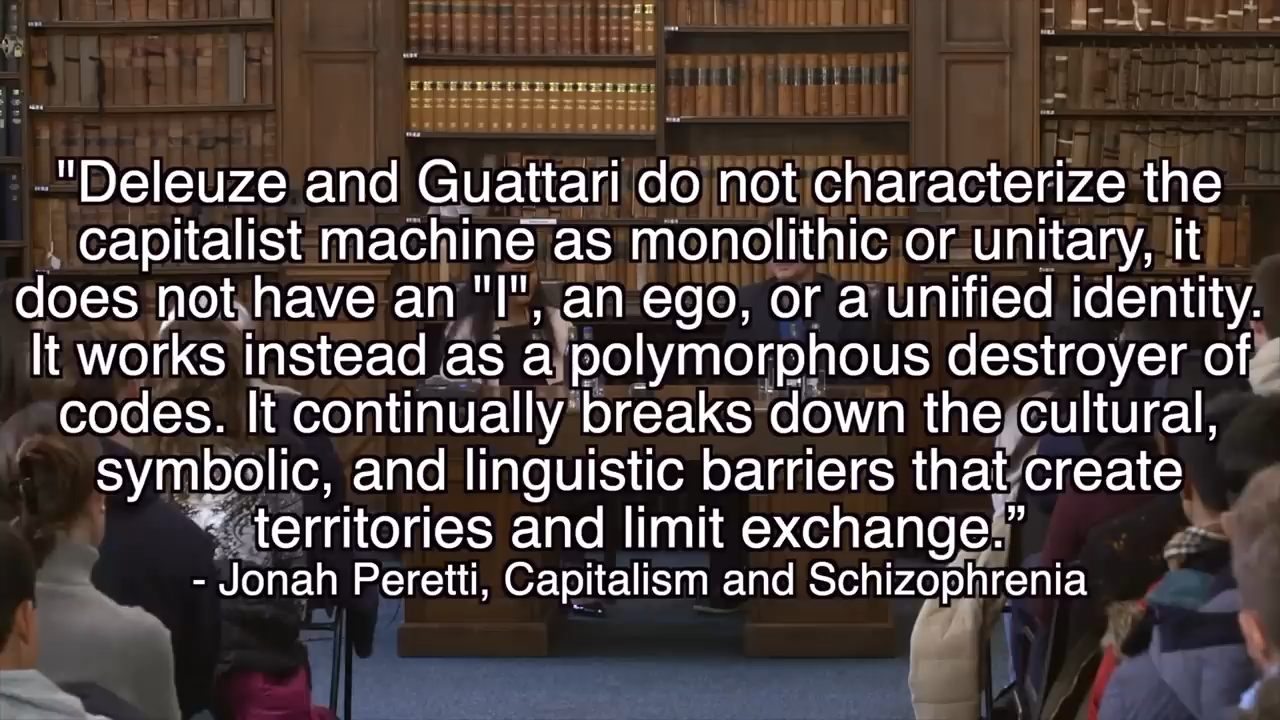 "Deleuze and Guattari do not characterize the
capitalist machine as monolithic or unitary, it
does not have an "I", an ego, or a unified identity.
It works instead as a polymorphous destroyer of
codes. It continually breaks down the cultural,
symbolic, and linguistic barriers that create
territories and limit exchange.”
- Jonah Peretti, Capitalism and Schizophrenia